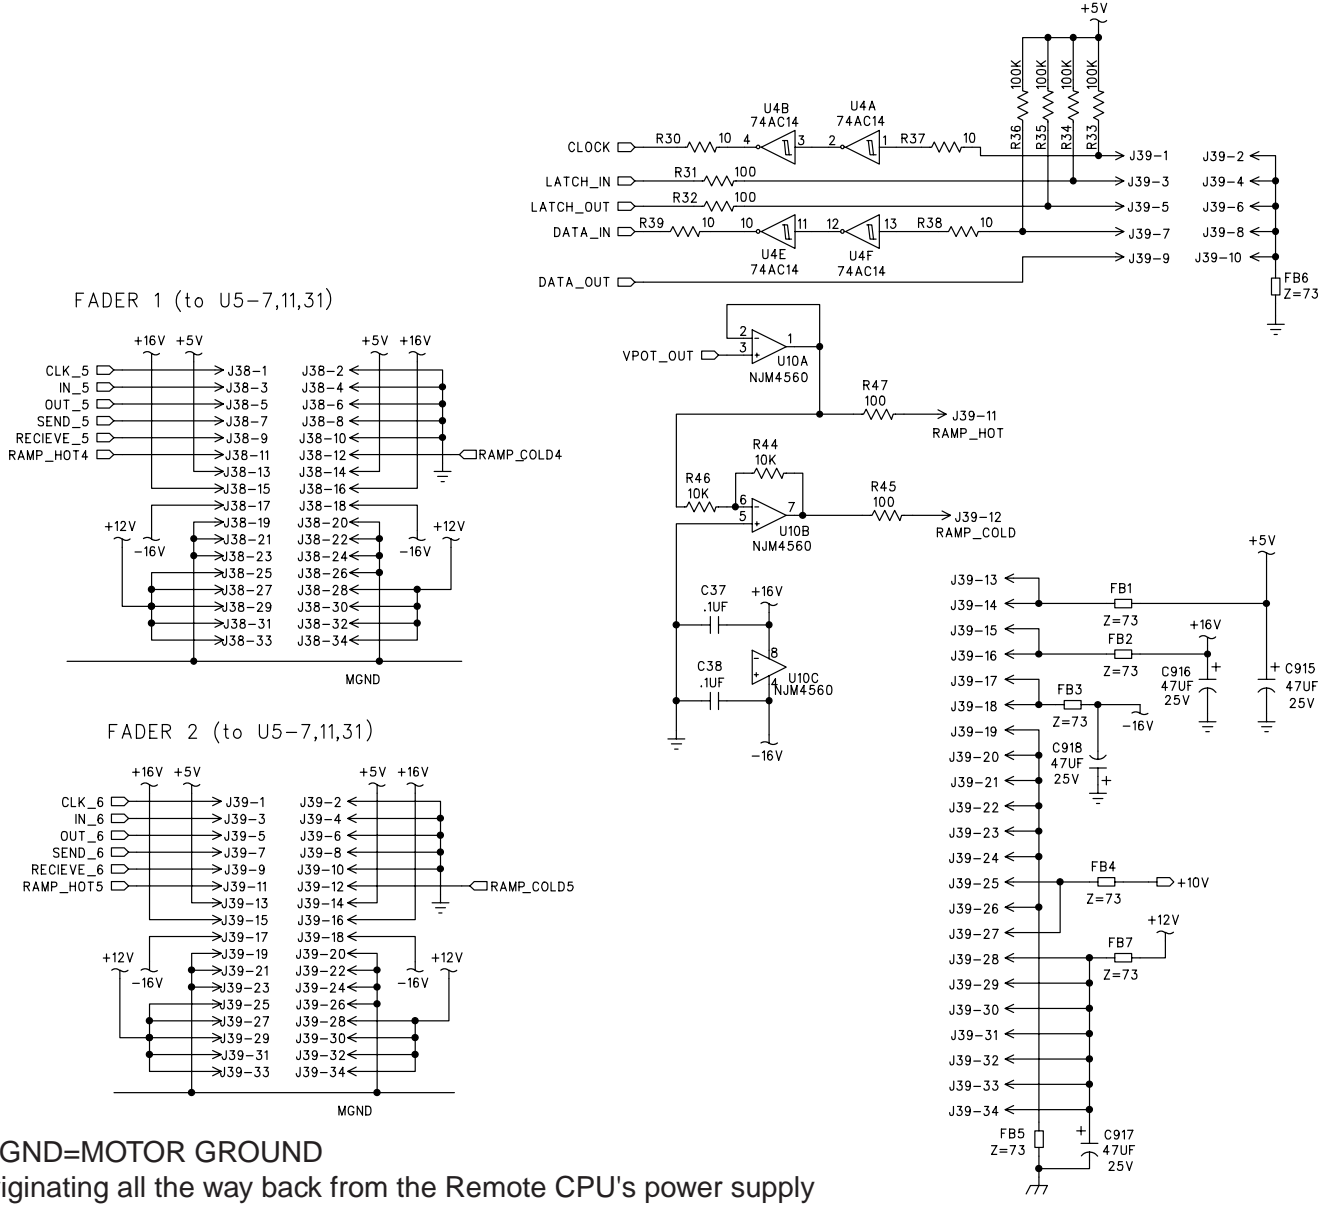 +5V
100K 100K 100K 100K
R36 R35 R34 R33
U4B
74AC14
U4A
74AC14
CLOCK R30 10 4 3 2 1 R37 10 J39-1 J39-2
LATCH_IN R31 100 J39-3 J39-4
LATCH_OUT R32 100 J39-5 J39-6
DATA_IN R39 10 10 11 12 13 R38 10 J39-7 J39-8
U4E
74AC14
U4F
74AC14
DATA_OUT J39-9 J39-10
FB6
Z=73
FADER 1 (to U5-7,11,31)
+16V +5V +5V +16V
CLK_5 J38-1 J38-2
IN_5 J38-3 J38-4
OUT_5 J38-5 J38-6
SEND_5 J38-7 J38-8
RECIEVE_5 J38-9 J38-10
RAMP_HOT4 J38-11 J38-12 RAMP_COLD4
J38-13 J38-14
J38-15 J38-16
J38-17 J38-18
J38-19 J38-20
+12V -16V J38-21 J38-22 -16V +12V
J38-23 J38-24
J38-25 J38-26
J38-27 J38-28
J38-29 J38-30
J38-31 J38-32
J38-33 J38-34
MGND
VPOT_OUT 2 3 1
U10A
NJM4560
R47
100
J39-11
RAMP_HOT
R44
10K
R46
10K
6 5 7
U10B
NJM4560
R45
100
J39-12
RAMP_COLD
C37
.1UF
+16V
8
C38
.1UF
4
U10C
NJM4560
-16V
FADER 2 (to U5-7,11,31)
+16V +5V +5V +16V
CLK_6 J39-1 J39-2
IN_6 J39-3 J39-4
OUT_6 J39-5 J39-6
SEND_6 J39-7 J39-8
RECIEVE_6 J39-9 J39-10
RAMP_HOT5 J39-11 J39-12 RAMP_COLD5
J39-13 J39-14
J39-15 J39-16
J39-17 J39-18
J39-19 J39-20
+12V -16V J39-21 J39-22 -16V +12V
J39-23 J39-24
J39-25 J39-26
J39-27 J39-28
J39-29 J39-30
J39-31 J39-32
J39-33 J39-34
MGND
+5V
J39-13
J39-14 FB1
Z=73
J39-15 +16V
J39-16 FB2
Z=73
C916
47UF
25V
+
C915
47UF
25V
+
J39-17
J39-18 FB3
Z=73
-16V
C918
47UF
25V
+
J39-19
J39-20
J39-21
J39-22
J39-23
J39-24
J39-25 FB4 +10V
Z=73
J39-26
J39-27 +12V
J39-28 FB7
Z=73
J39-29
J39-30
J39-31
J39-32
J39-33
J39-34
FB5
Z=73
+
C917
47UF
25V
GND=MOTOR GROUND
iginating all the way back from the Remote CPU's power supply